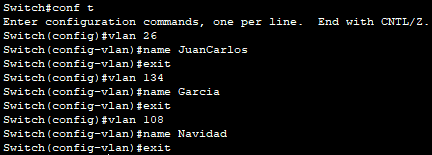 Switch#conf t
Enter configuration commands, one per line.  End with CNTL/Z.
Switch(config)#vlan 26
Switch(config-vlan)#name JuanCarlos
Switch(config-vlan)#exit
Switch(config)#vlan 134
Switch(config-vlan)#name Garcia
Switch(config-vlan)#exit
Switch(config)#vlan 108
Switch(config-vlan)#name Navidad
Switch(config-vlan)#exit